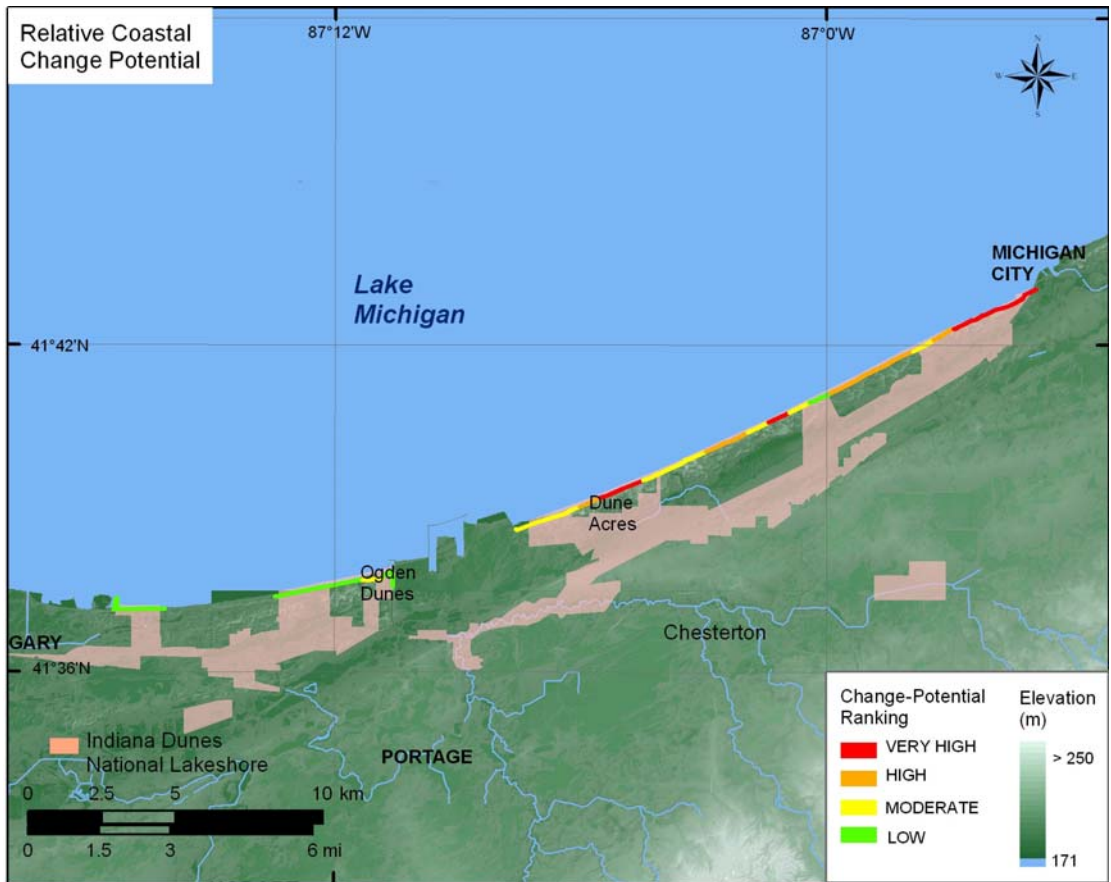 Relative Coastal
Change Potential
87°12'W
87°0'W
N
W
E
S
MICHIGAN
CITY
Lake
Michigan
41°42'N
Dune
Acres
Ogden
Dunes
Chesterton
GARY
41°36'N
PORTAGE
Indiana Dunes
National Lakeshore
0 2.5 5 10 km
0 1.5 3 6 mi
Change-Potential
Ranking
VERY HIGH
HIGH
MODERATE
LOW
Elevation
(m)
> 250
171